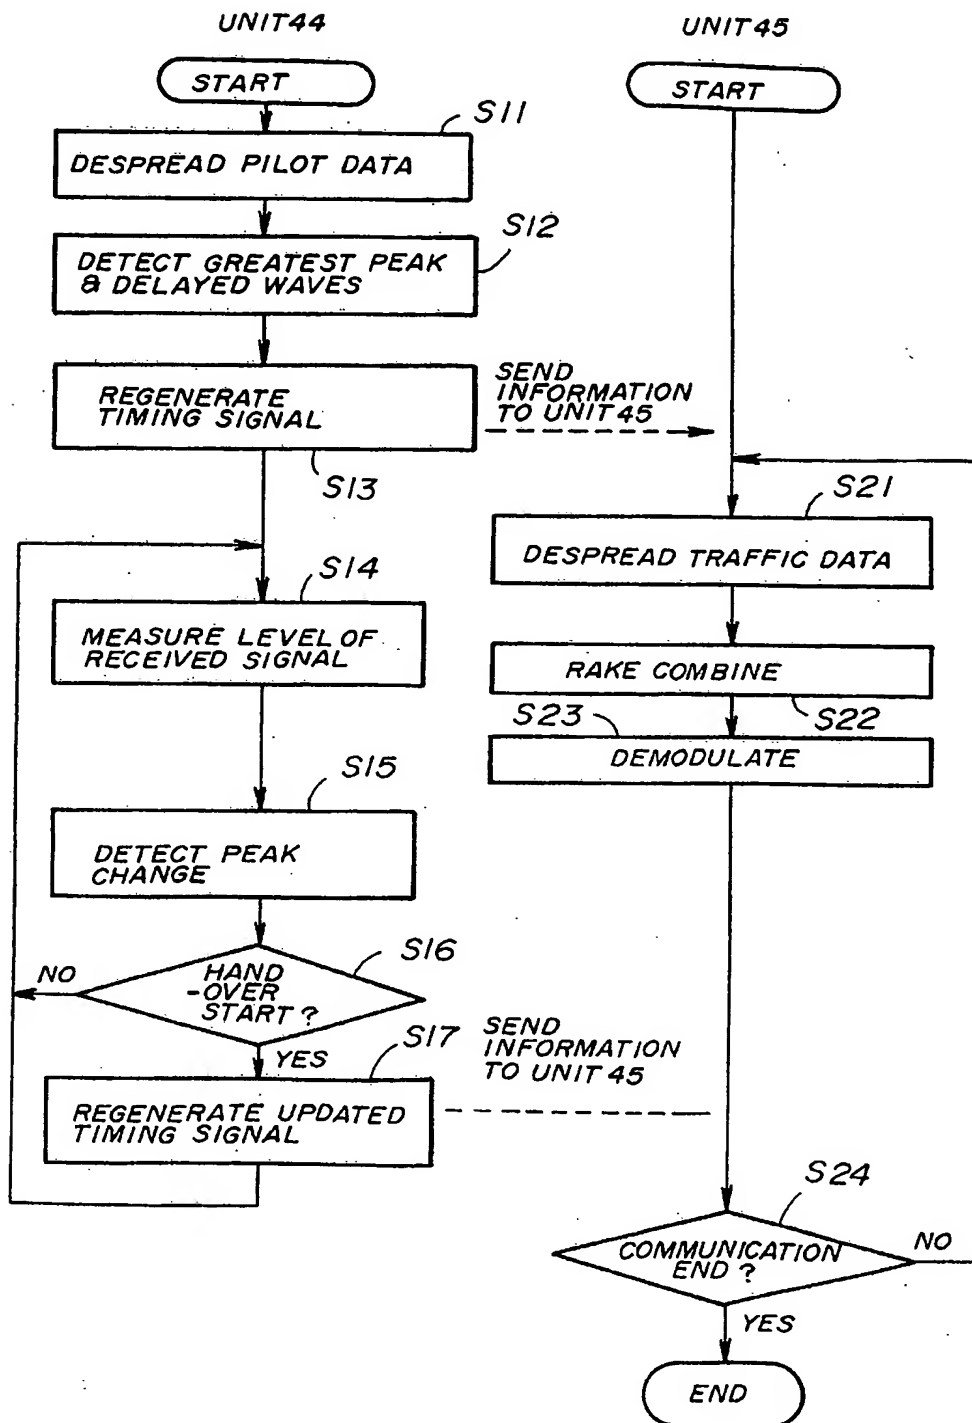 UNIT44
START
S11
DESPREAD PILOT DATA
S12
DETECT GREATEST PEAK
& DELAYED WAVES
REGENERATE
TIMING SIGNAL
S13
SEND
INFORMATION
TO UNIT45
S14
MEASURE LEVEL OF
RECEIVED SIGNAL
S15
DETECT PEAK
CHANGE
S16
HAND
-OVER
START?
NO
YES
S17
REGENERATE UPDATED
TIMING SIGNAL
SEND
INFORMATION
TO UNIT45
UNIT45
START
S21
DESPREAD TRAFFIC DATA
RAKE COMBINE
S22
S23
DEMODULATE
S24
COMMUNICATION
END?
NO
YES
END